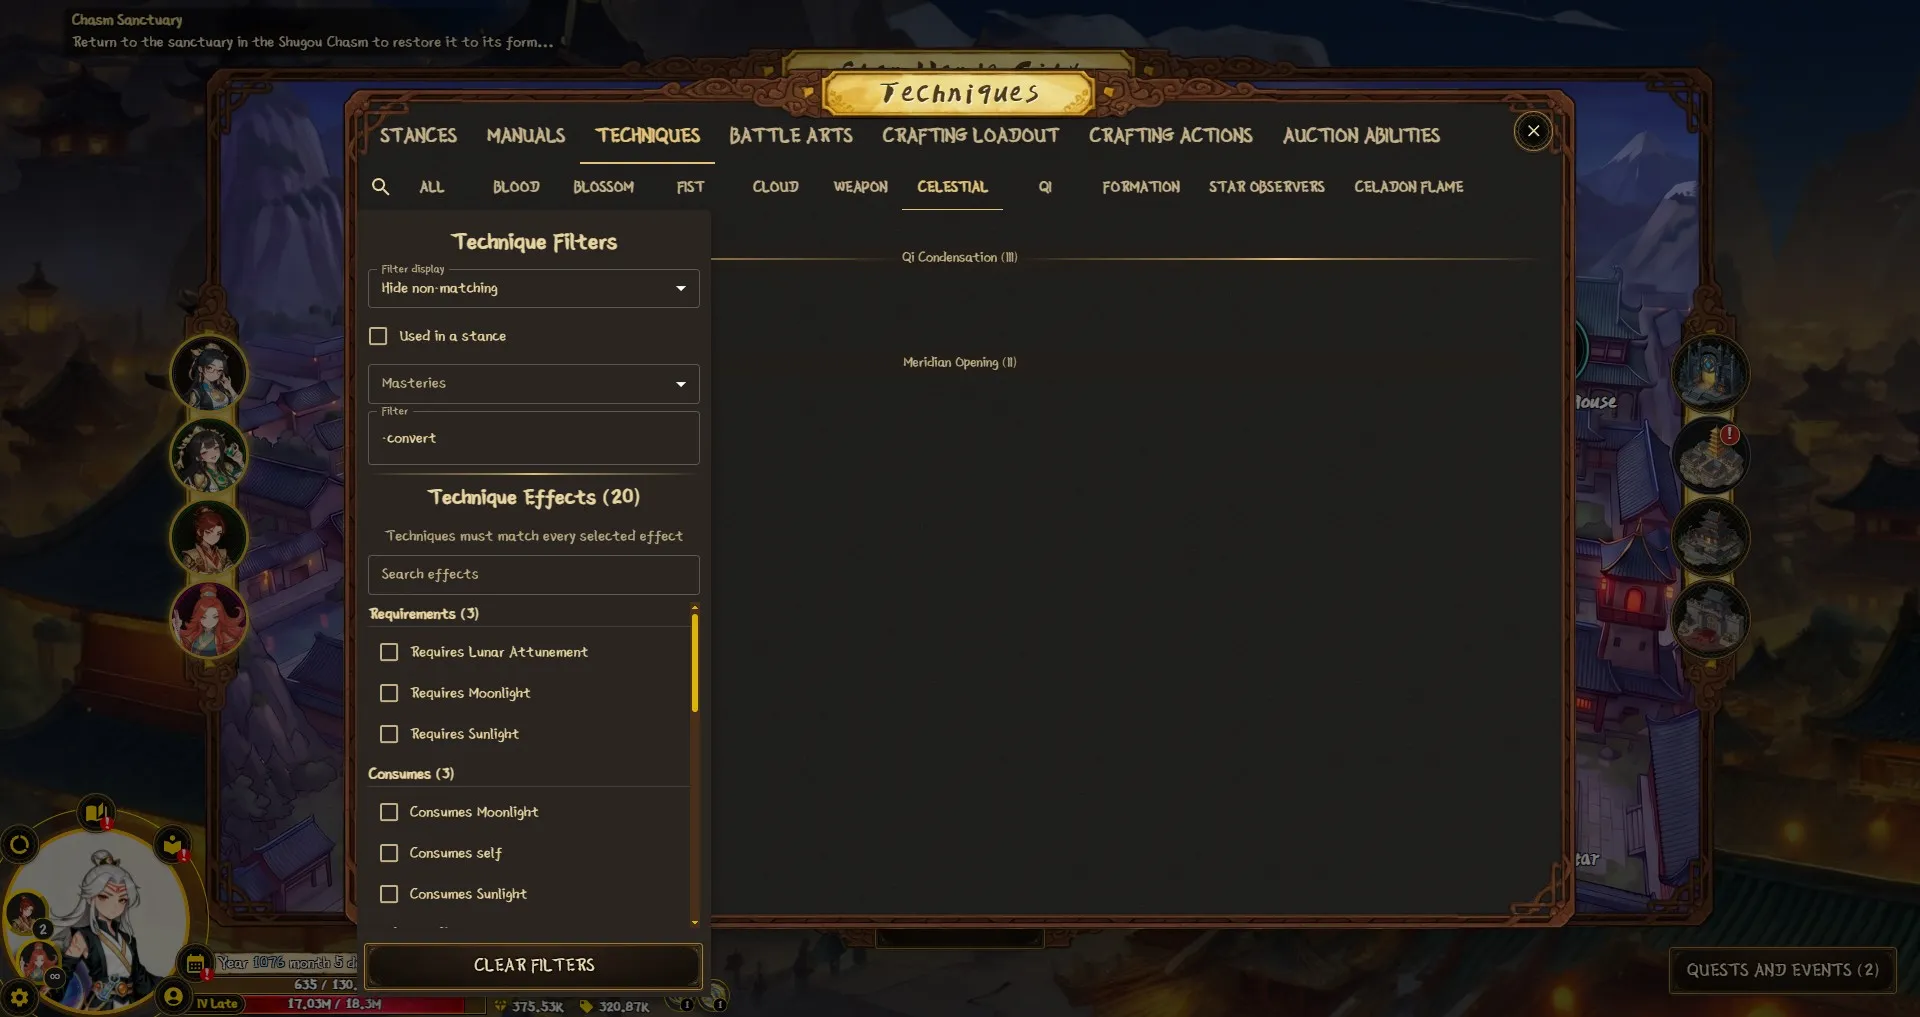 Chasm Sanctuary
Return to the sanctuary in the Shugou Chasm to restore it to its form...
Techniques
STANCES MANUALS TECHNIQUES BATTLE ARTS CRAFTING LOADOUT CRAFTING ACTIONS AUCTION ABILITIES
ALL BLOOD BLOSSOM FIST CLOUD WEAPON CELESTIAL QI FORMATION STAR OBSERVERS CELADON FLAME
Technique Filters
Filter display
Hide non-matching
Used in a stance
Masteries
Filter
-convert
Technique Effects (20)
Techniques must match every selected effect
Search effects
Requirements (3)
Requires Lunar Attunement
Requires Moonlight
Requires Sunlight
Consumes (3)
Consumes Moonlight
Consumes self
Consumes Sunlight
CLEAR FILTERS
Qi Condensation (III)
Meridian Opening (II)
House
2
∞
Year 1076 month 5 d
635 / 130.
IV Late
17.03M / 18.3M
375.53K
320.87K
1
1
QUESTS AND EVENTS (2)